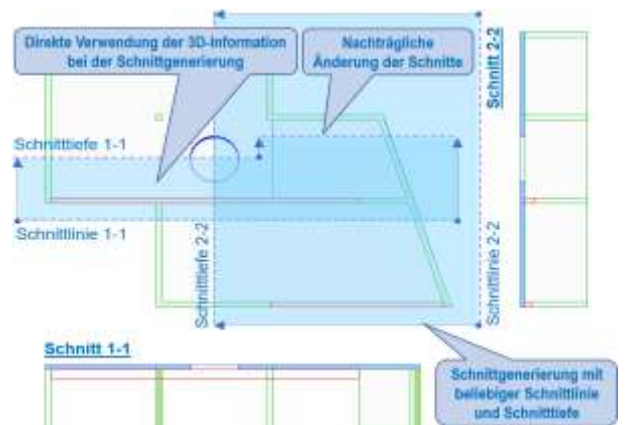 Direkte Verwendung der 3D-Information
bei der Schnittgenerierung
Nachträgliche
Änderung der Schnitte
Schnitt 2-2
Schnitttiefe 1-1
Schnittlinie 1-1
Schnitttiefe 2-2
Schnittlinie 2-2
Schnitt 1-1
Schnittgenerierung mit
beliebiger Schnittlinie
und Schnitttiefe